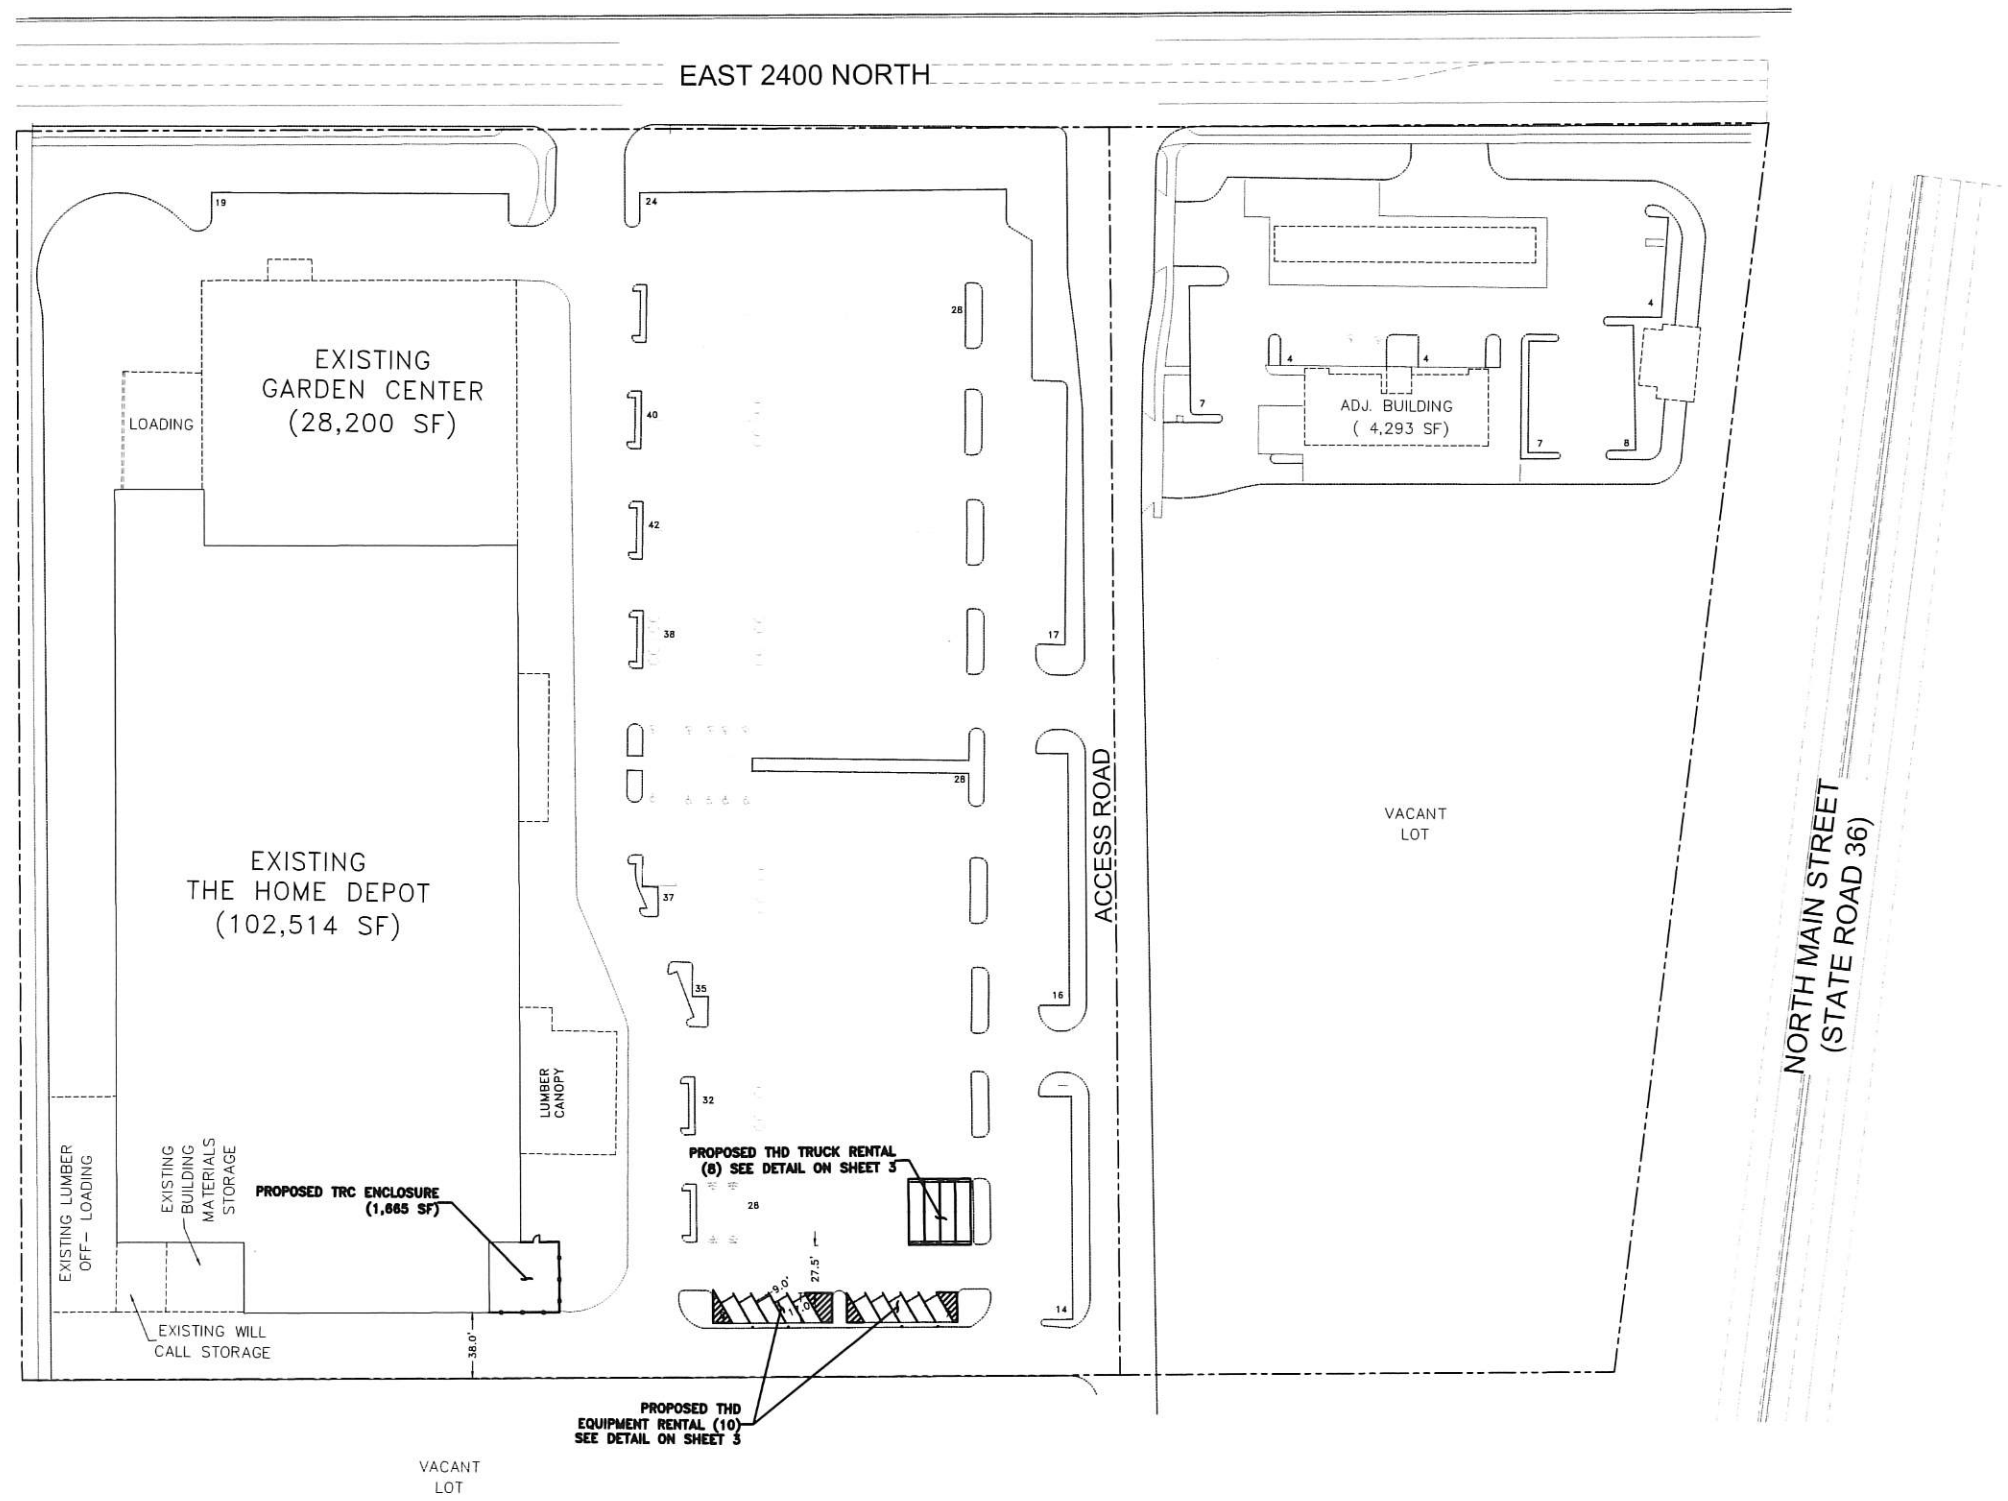 EAST 2400 NORTH
19
24
28
4
EXISTING
GARDEN CENTER
(28,200 SF)
LOADING
40
4
4
7
ADJ. BUILDING
( 4,293 SF)
7
8
42
38
17
28
ACCESS ROAD
VACANT
LOT
NORTH MAIN STREET
(STATE ROAD 36)
EXISTING
THE HOME DEPOT
(102,514 SF)
37
35
16
LUMBER
CANOPY
32
PROPOSED THD TRUCK RENTAL
(8) SEE DETAIL ON SHEET 3
EXISTING LUMBER
OFF- LOADING
EXISTING
BUILDING
MATERIALS
STORAGE
PROPOSED TRC ENCLOSURE
(1,665 SF)
28
27.5'
9.0'
17.0'
14
EXISTING WILL
CALL STORAGE
38.0'
PROPOSED THD
EQUIPMENT RENTAL (10)
SEE DETAIL ON SHEET 3
VACANT
LOT